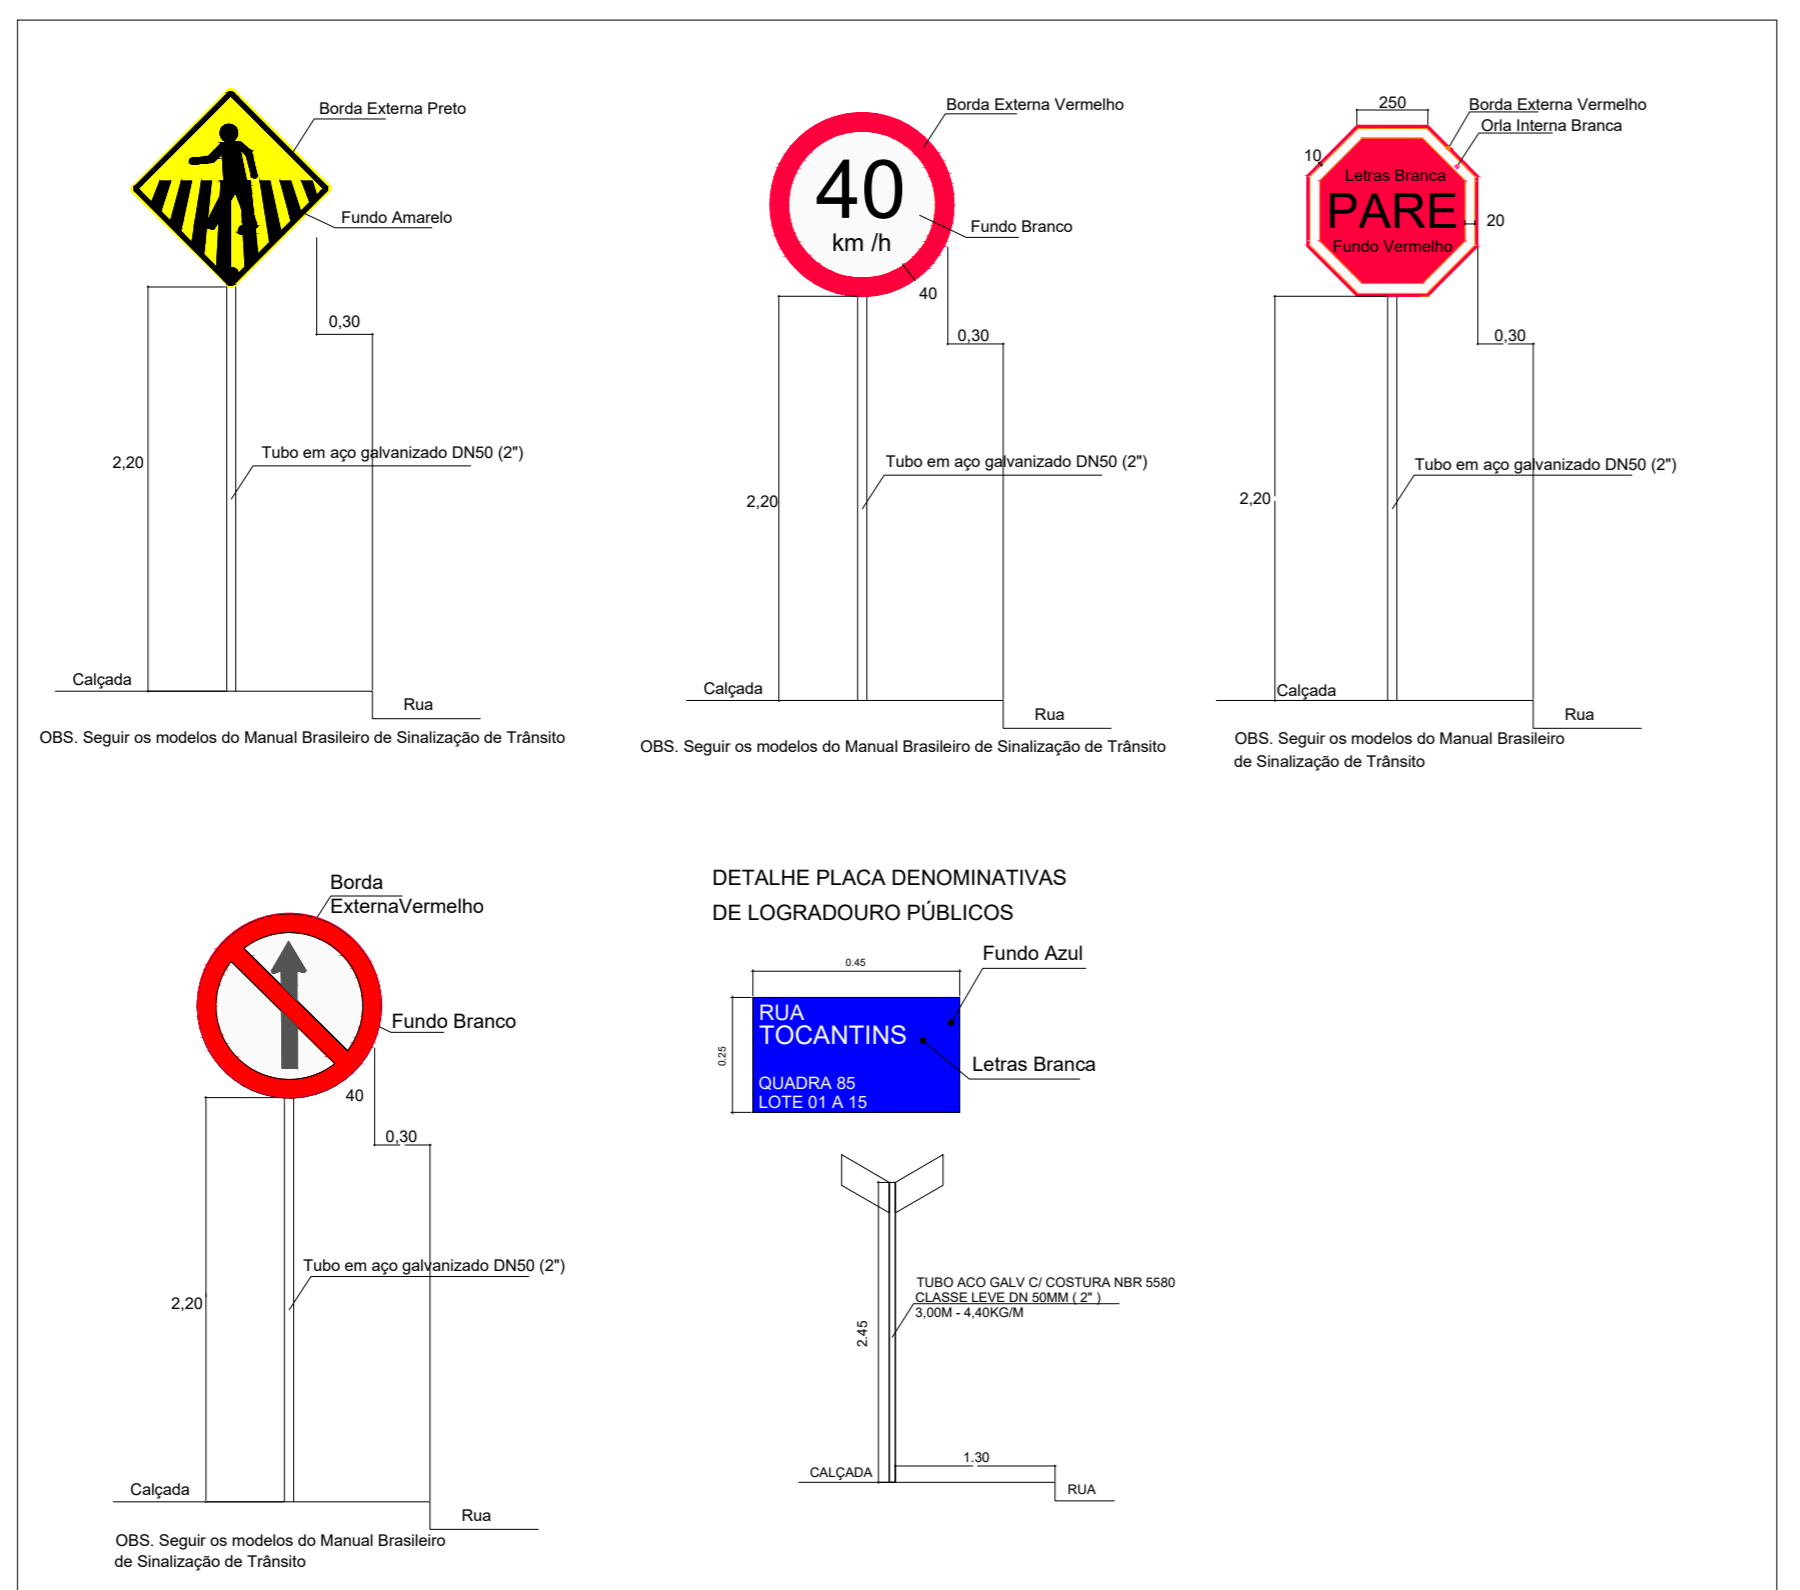 Borda Externa Preto
Fundo Amarelo
0,30
2,20
Tubo em aço galvanizado DN50 (2")
Calçada
Rua
OBS. Seguir os modelos do Manual Brasileiro de Sinalização de Trânsito
Borda Externa Vermelho
40
km /h
Fundo Branco
40
0,30
2,20
Tubo em aço galvanizado DN50 (2")
Calçada
Rua
OBS. Seguir os modelos do Manual Brasileiro de Sinalização de Trânsito
250
Borda Externa Vermelho
Orla Interna Branca
10
Letras Branca
PARE
Fundo Vermelho
20
0,30
2,20
Tubo em aço galvanizado DN50 (2")
Calçada
Rua
OBS. Seguir os modelos do Manual Brasileiro
de Sinalização de Trânsito
Borda
ExternaVermelho
Fundo Branco
40
0,30
2,20
Tubo em aço galvanizado DN50 (2")
Calçada
Rua
OBS. Seguir os modelos do Manual Brasileiro
de Sinalização de Trânsito
DETALHE PLACA DENOMINATIVAS
DE LOGRADOURO PÚBLICOS
0.45
Fundo Azul
0.25
RUA
TOCANTINS
Letras Branca
QUADRA 85
LOTE 01 A 15
TUBO ACO GALV C/ COSTURA NBR 5580
CLASSE LEVE DN 50MM ( 2" )
3,00M - 4,40KG/M
2.45
1.30
CALÇADA
RUA